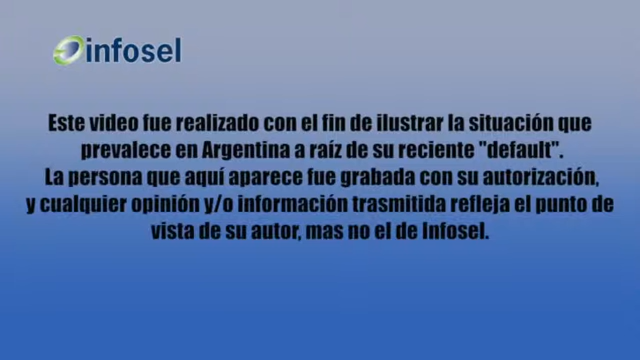 infosel
Este video fue realizado con el fin de ilustrar la situación que
prevalece en Argentina a raíz de su reciente "default".
La persona que aquí aparece fue grabada con su autorización,
y cualquier opinión y/o información trasmitida refleja el punto de
vista de su autor, mas no el de Infosel.